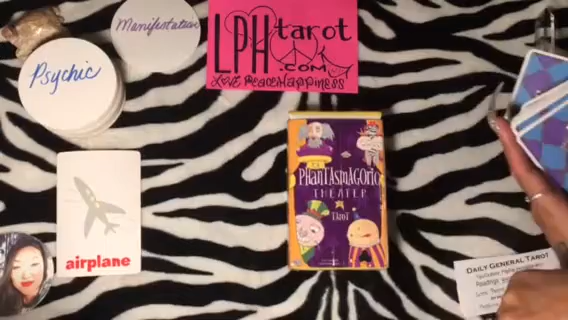 Manifestation
Psychic
LPH tarot
.com
Love Peace Happiness
PHANTASMAGORIC
THEATER
TAROT
airplane
DAILY GENERAL TAROT